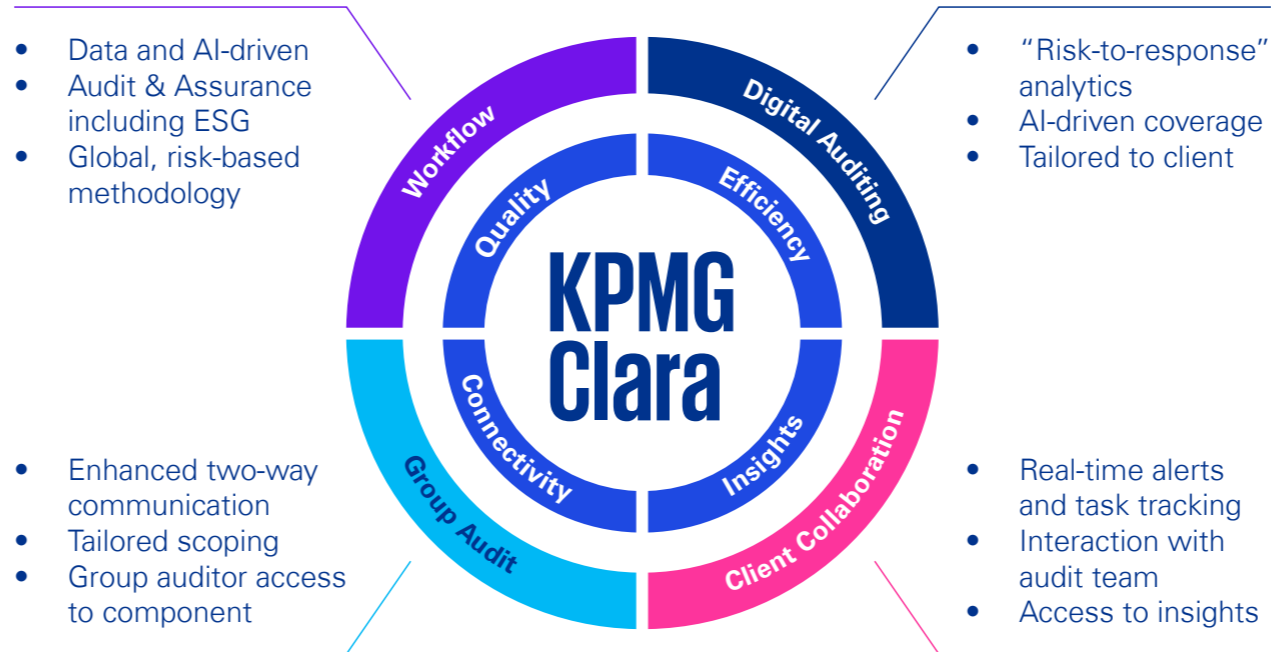 • Data and AI-driven
• Audit & Assurance
including ESG
• Global, risk-based
methodology
Workflow
Digital Auditing
• “Risk-to-response”
analytics
• AI-driven coverage
• Tailored to client
Quality
Efficiency
KPMG
Clara
Connectivity
Insights
• Enhanced two-way
communication
• Tailored scoping
• Group auditor access
to component
Group Audit
Client Collaboration
• Real-time alerts
and task tracking
• Interaction with
audit team
• Access to insights